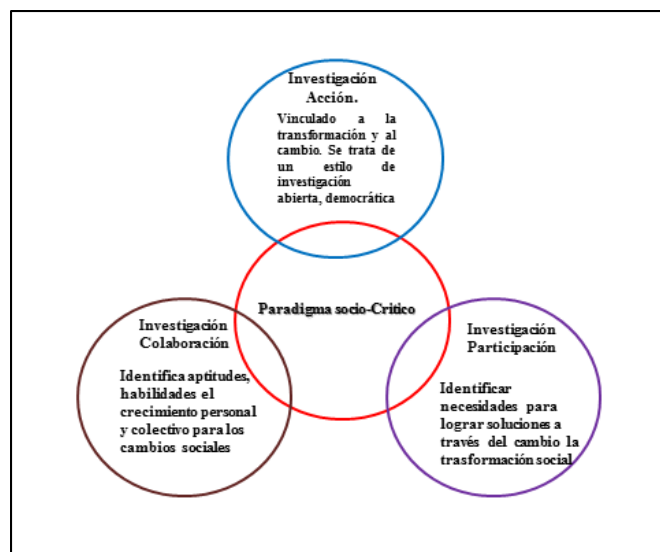 Investigación
Acción.
Vinculado a la
transformación y al
cambio. Se trata de
un estilo de
investigación
abierta, democrática
Paradigma socio-Critico
Investigación
Colaboración
Identifica aptitudes,
habilidades el
crecimiento personal
y colectivo para los
cambios sociales
Investigación
Participación
Identificar
necesidades para
lograr soluciones a
través del cambio la
trasformación social